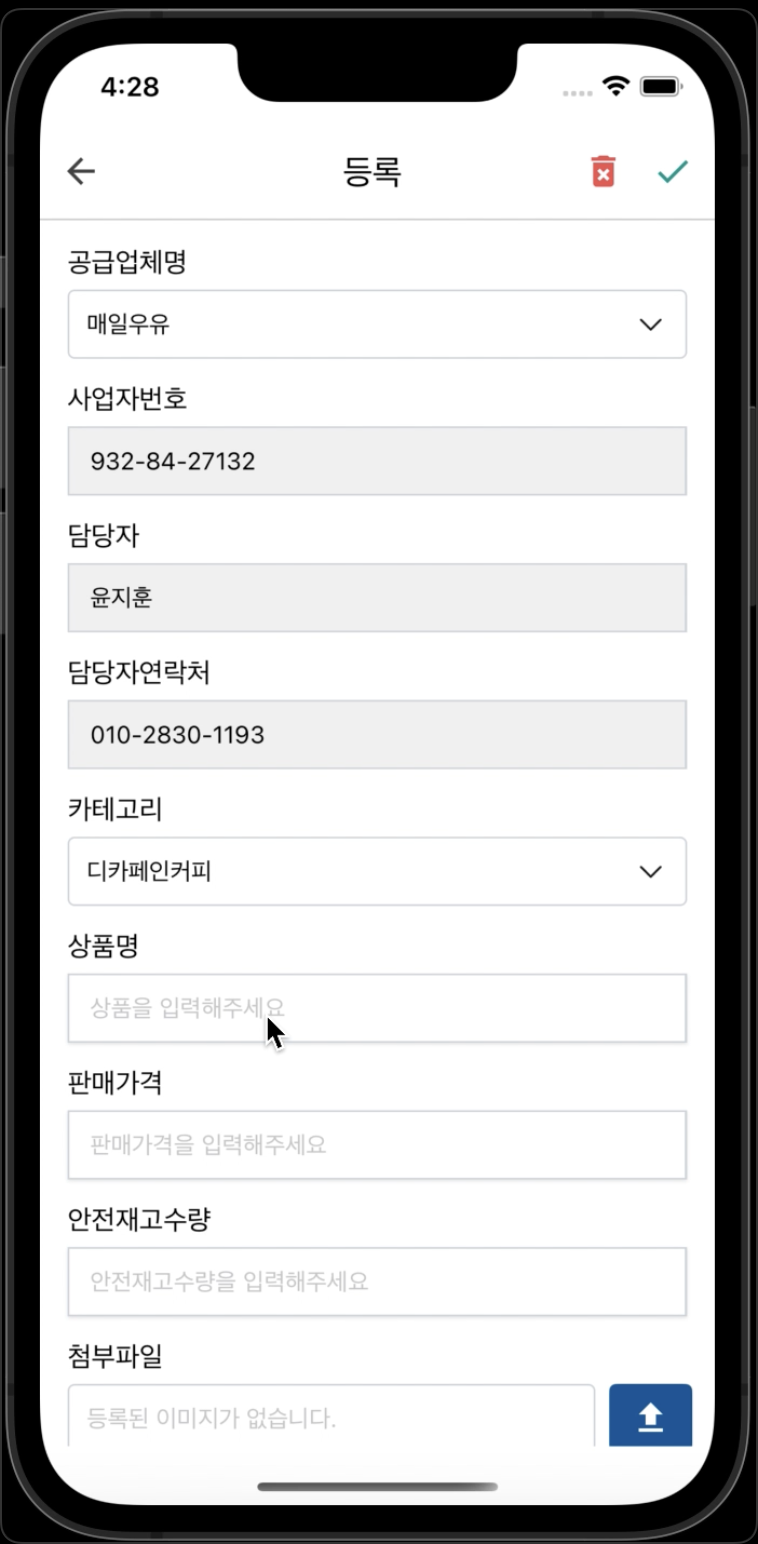 4:28
등록
공급업체명
매일우유
사업자번호
932-84-27132
담당자
윤지훈
담당자연락처
010-2830-1193
카테고리
디카페인커피
상품명
상품을 입력해주세요
판매가격
판매가격을 입력해주세요
안전재고수량
안전재고수량을 입력해주세요
첨부파일
등록된 이미지가 없습니다.